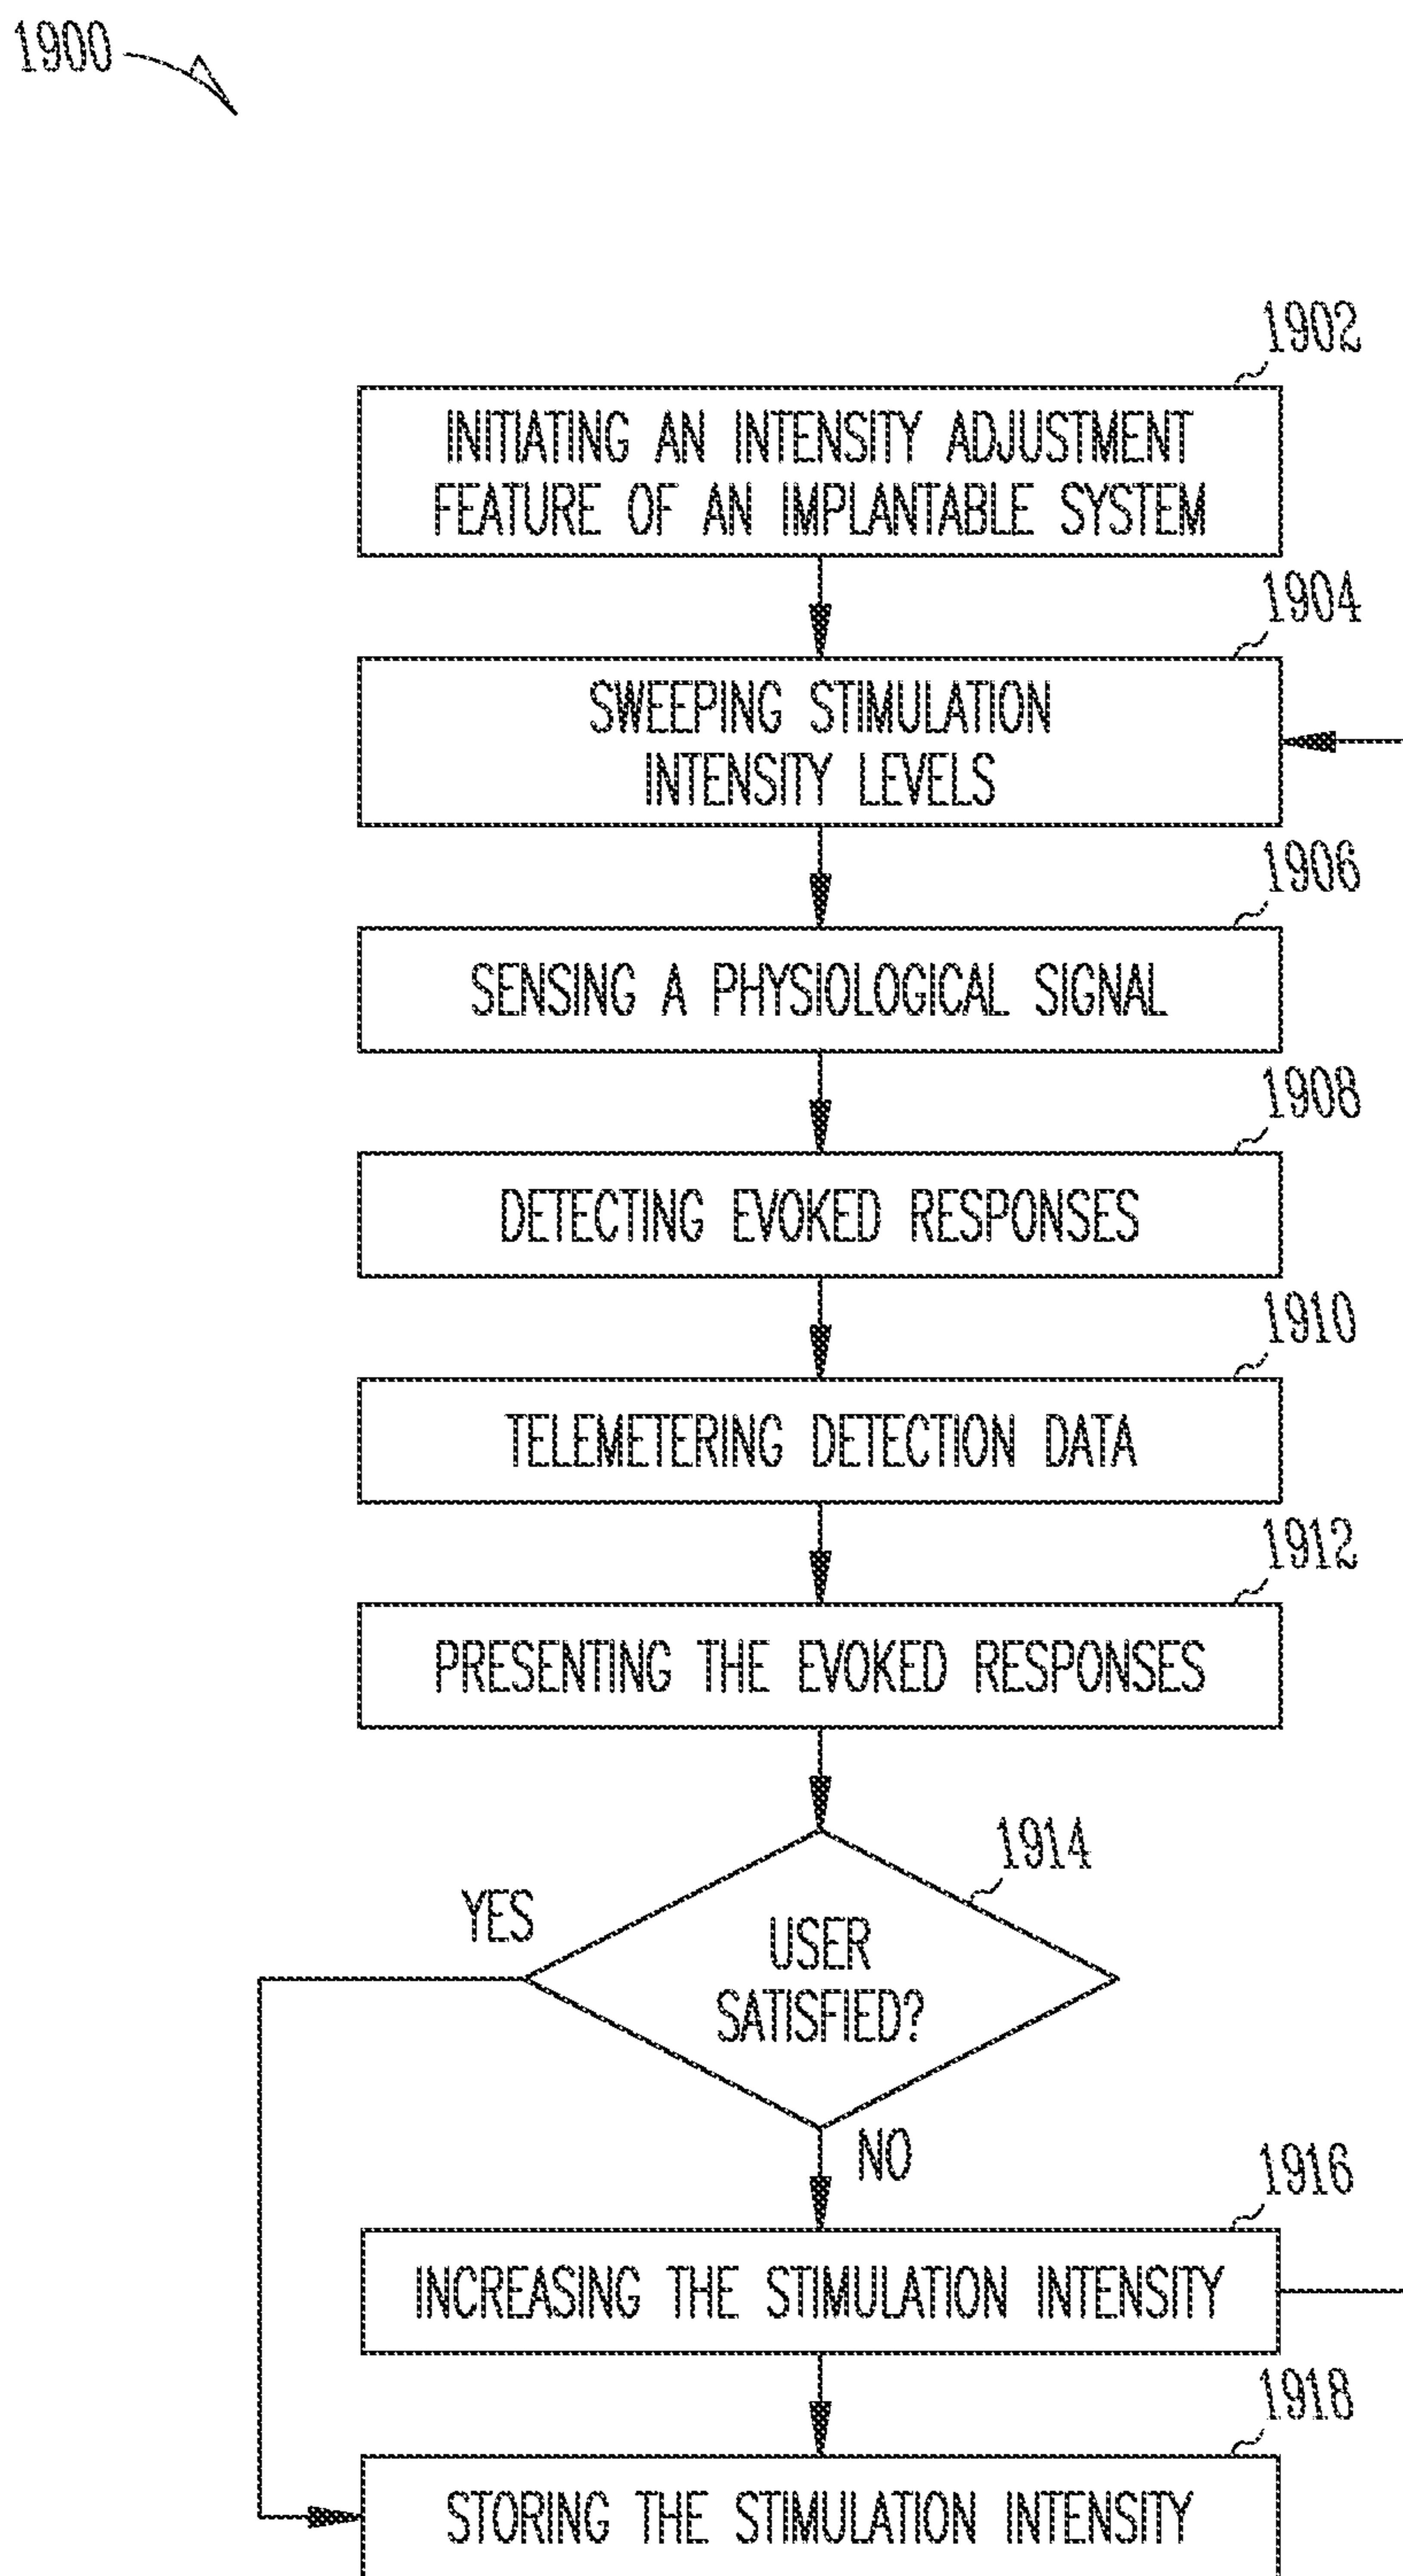 1900
1902
INITIATING AN INTENSITY ADJUSTMENT
FEATURE OF AN IMPLANTABLE SYSTEM
1904
SWEEPING STIMULATION
INTENSITY LEVELS
1906
SENSING A PHYSIOLOGICAL SIGNAL
1908
DETECTING EVOKED RESPONSES
1910
TELEMETERING DETECTION DATA
1912
PRESENTING THE EVOKED RESPONSES
1914
YES
USER
SATISFIED?
NO
1916
INCREASING THE STIMULATION INTENSITY
1918
STORING THE STIMULATION INTENSITY